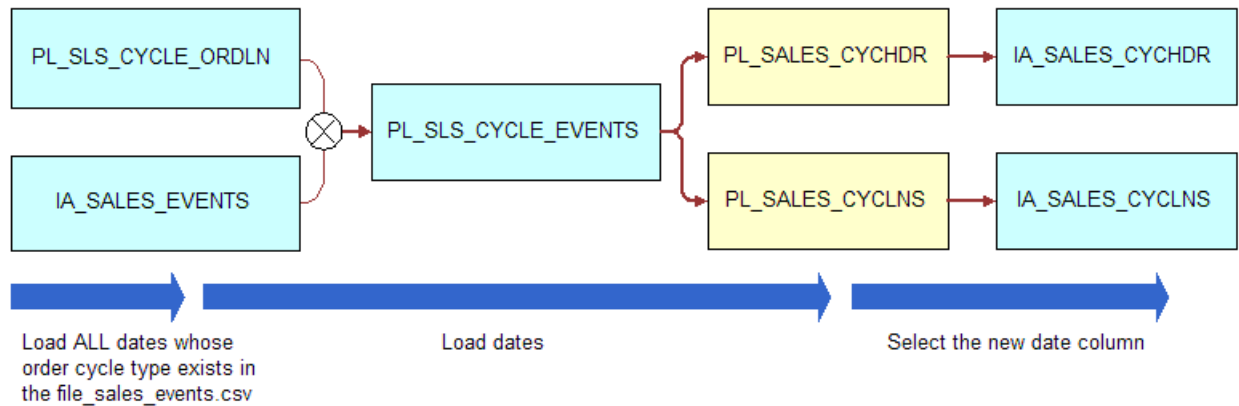 PL_SLS_CYCLE_ORDLN
IA_SALES_EVENTS
PL_SLS_CYCLE_EVENTS
PL_SALES_CYCHDR
IA_SALES_CYCHDR
PL_SALES_CYCLNS
IA_SALES_CYCLNS
Load ALL dates whose
order cycle type exists in
the file_sales_events.csv
Load dates
Select the new date column